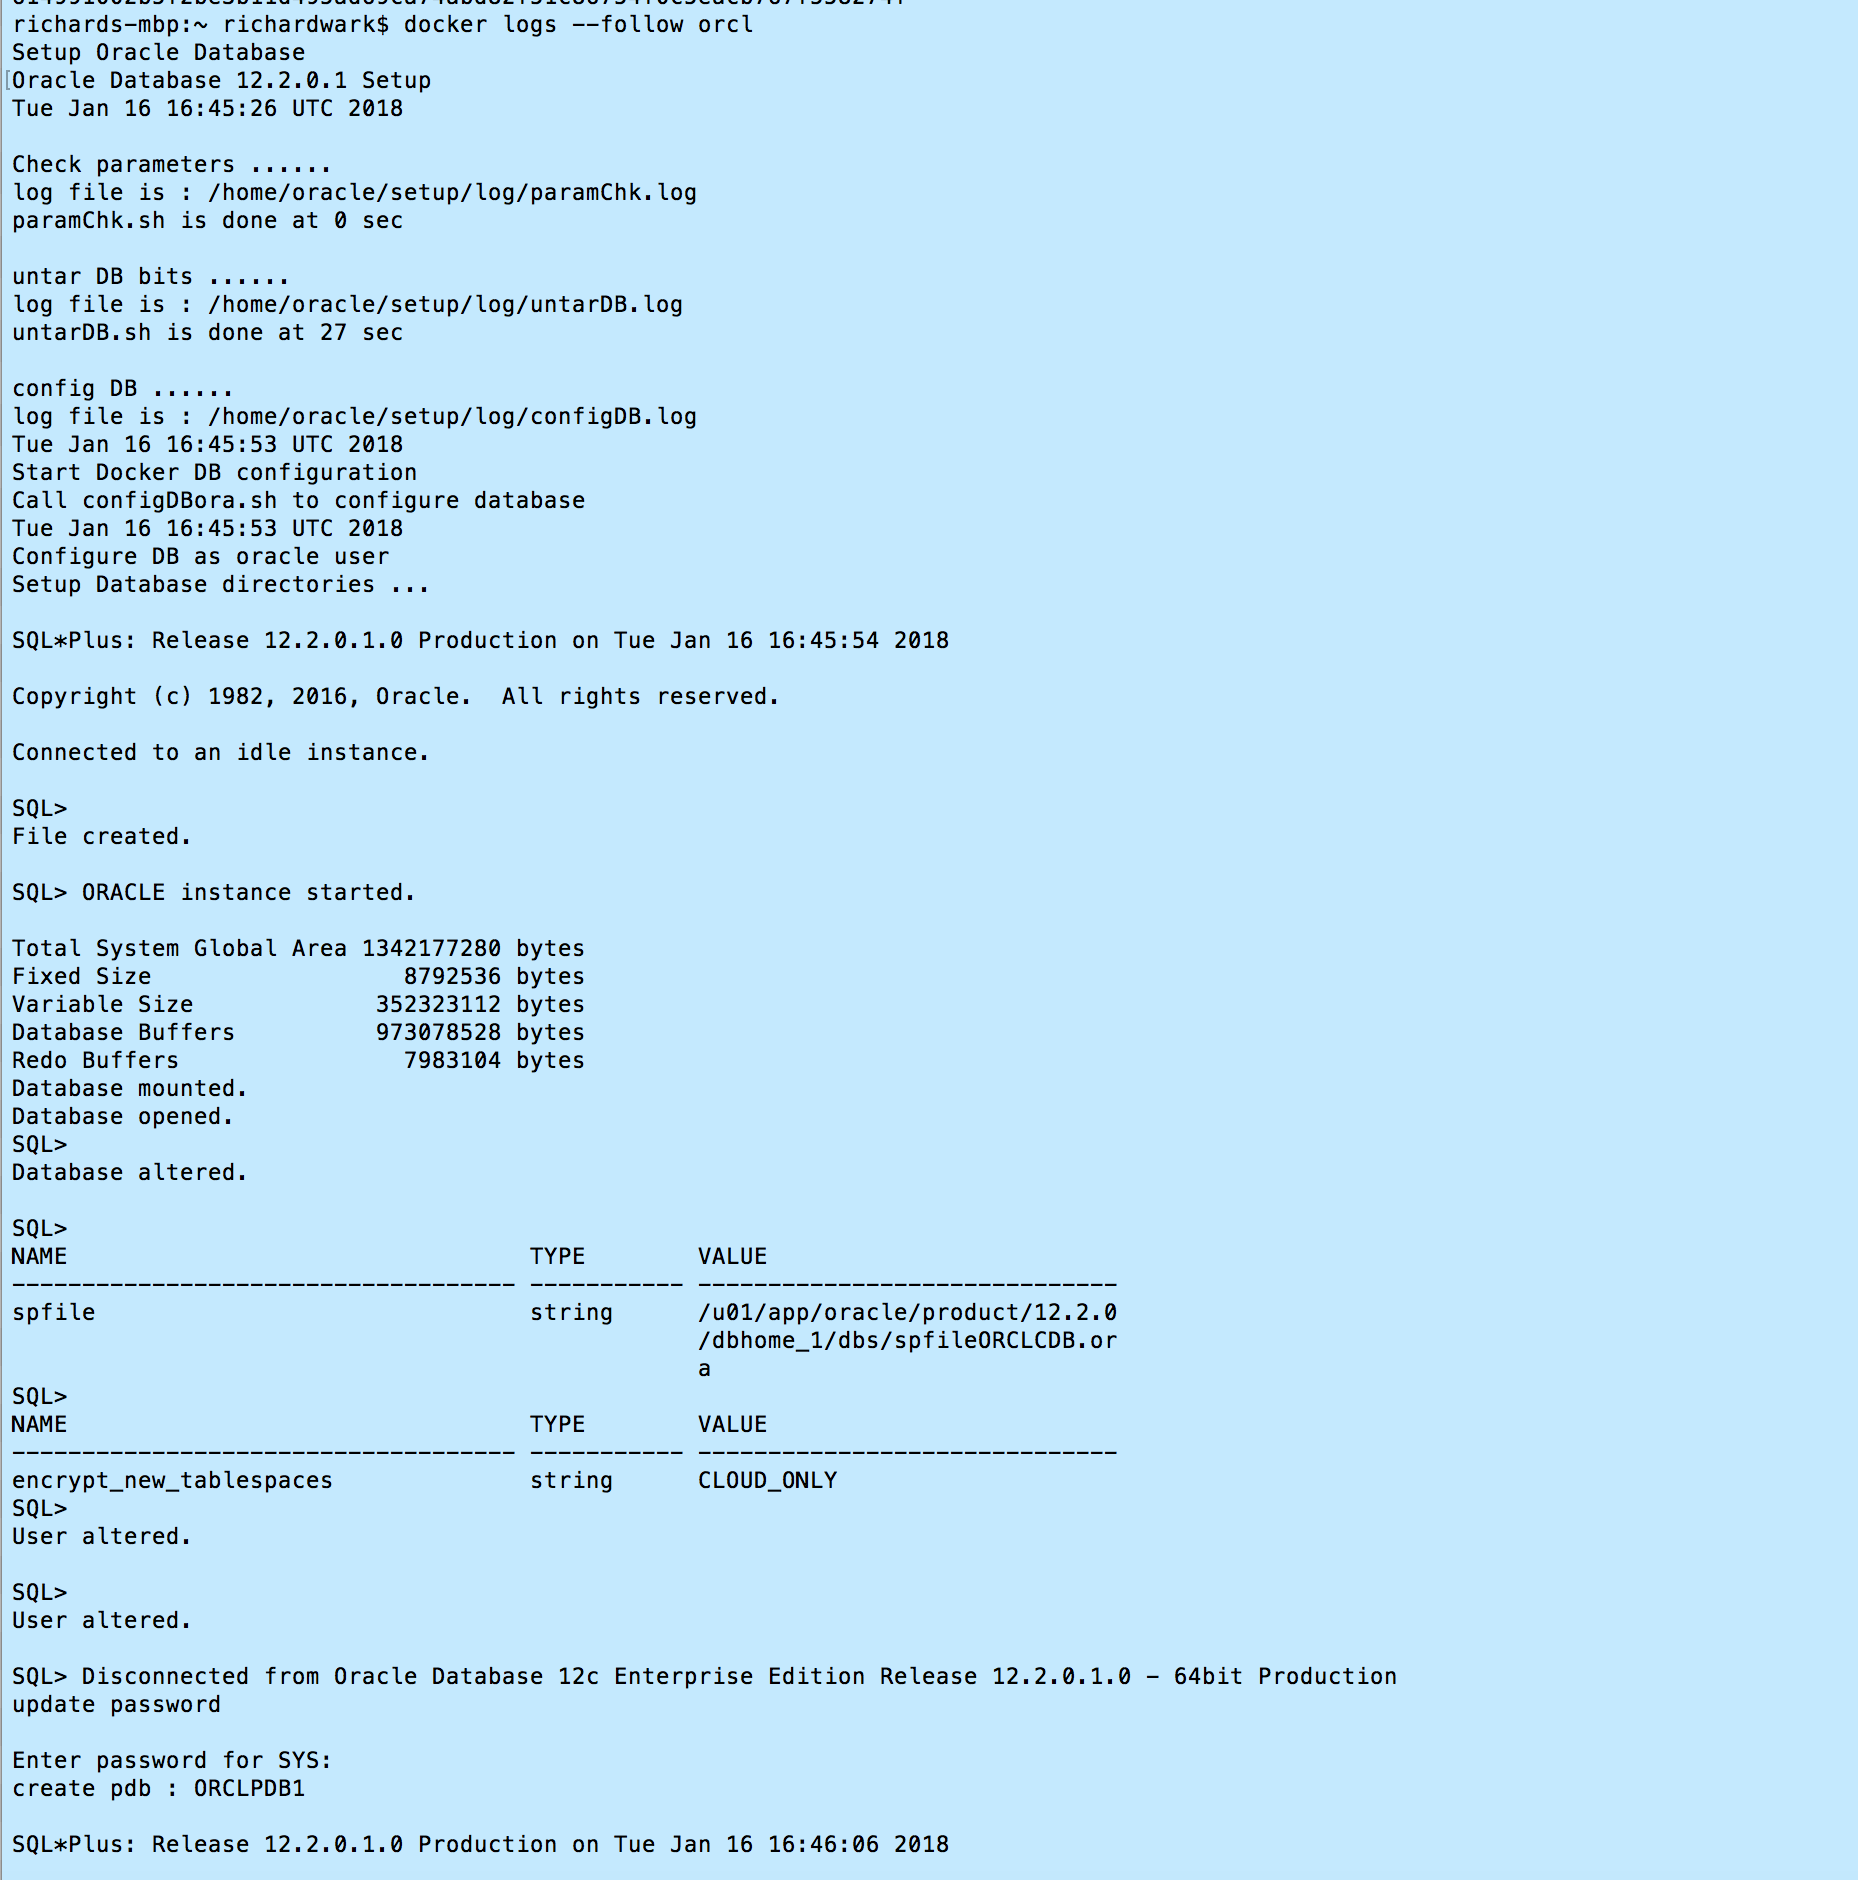 richards-mbp:~ richardwark$ docker logs --follow orcl
Setup Oracle Database
Oracle Database 12.2.0.1 Setup
Tue Jan 16 16:45:26 UTC 2018

Check parameters ......
log file is : /home/oracle/setup/log/paramChk.log
paramChk.sh is done at 0 sec

untar DB bits ......
log file is : /home/oracle/setup/log/untarDB.log
untarDB.sh is done at 27 sec

config DB ......
log file is : /home/oracle/setup/log/configDB.log
Tue Jan 16 16:45:53 UTC 2018
Start Docker DB configuration
Call configDBora.sh to configure database
Tue Jan 16 16:45:53 UTC 2018
Configure DB as oracle user
Setup Database directories ...

SQL*Plus: Release 12.2.0.1.0 Production on Tue Jan 16 16:45:54 2018

Copyright (c) 1982, 2016, Oracle.  All rights reserved.

Connected to an idle instance.

SQL>
File created.

SQL> ORACLE instance started.

Total System Global Area 1342177280 bytes
Fixed Size                  8792536 bytes
Variable Size             352323112 bytes
Database Buffers          973078528 bytes
Redo Buffers                7983104 bytes
Database mounted.
Database opened.
SQL>
Database altered.

SQL>
NAME                                 TYPE        VALUE
------------------------------------ ----------- ------------------------------
spfile                               string      /u01/app/oracle/product/12.2.0
                                                 /dbhome_1/dbs/spfileORCLCDB.or
                                                 a
SQL>
NAME                                 TYPE        VALUE
------------------------------------ ----------- ------------------------------
encrypt_new_tablespaces              string      CLOUD_ONLY
SQL>
User altered.

SQL>
User altered.

SQL> Disconnected from Oracle Database 12c Enterprise Edition Release 12.2.0.1.0 - 64bit Production
update password

Enter password for SYS:
create pdb : ORCLPDB1

SQL*Plus: Release 12.2.0.1.0 Production on Tue Jan 16 16:46:06 2018